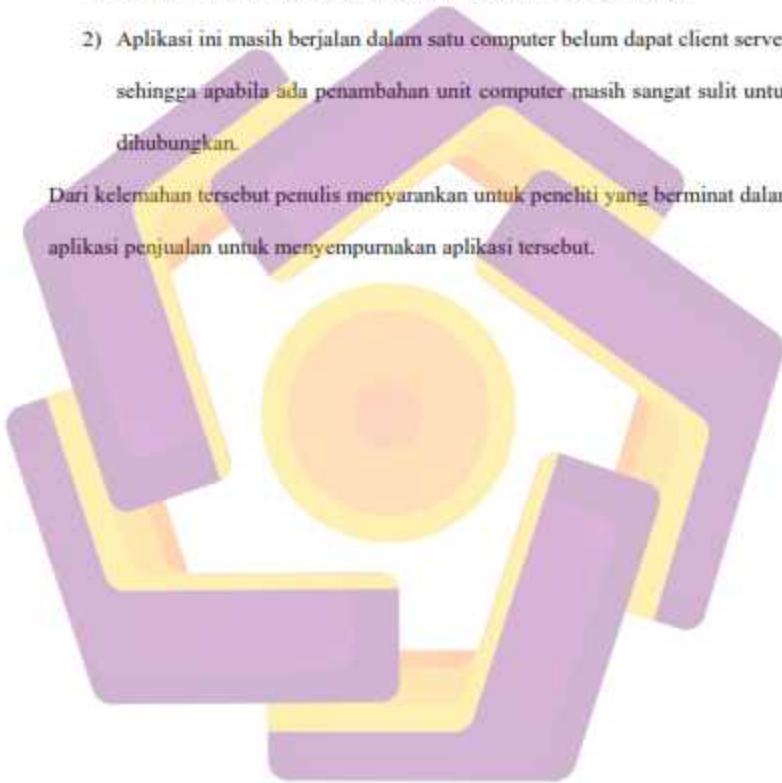 2) Aplikasi ini masih berjalan dalam satu computer belum dapat client serve
sehingga apabila ada penambahan unit computer masih sangat sulit untu
dihubungkan.
Dari kelemahan tersebut penulis menyarankan untuk peneliti yang berminat dalar
aplikasi penjualan untuk menyempurnakan aplikasi tersebut.